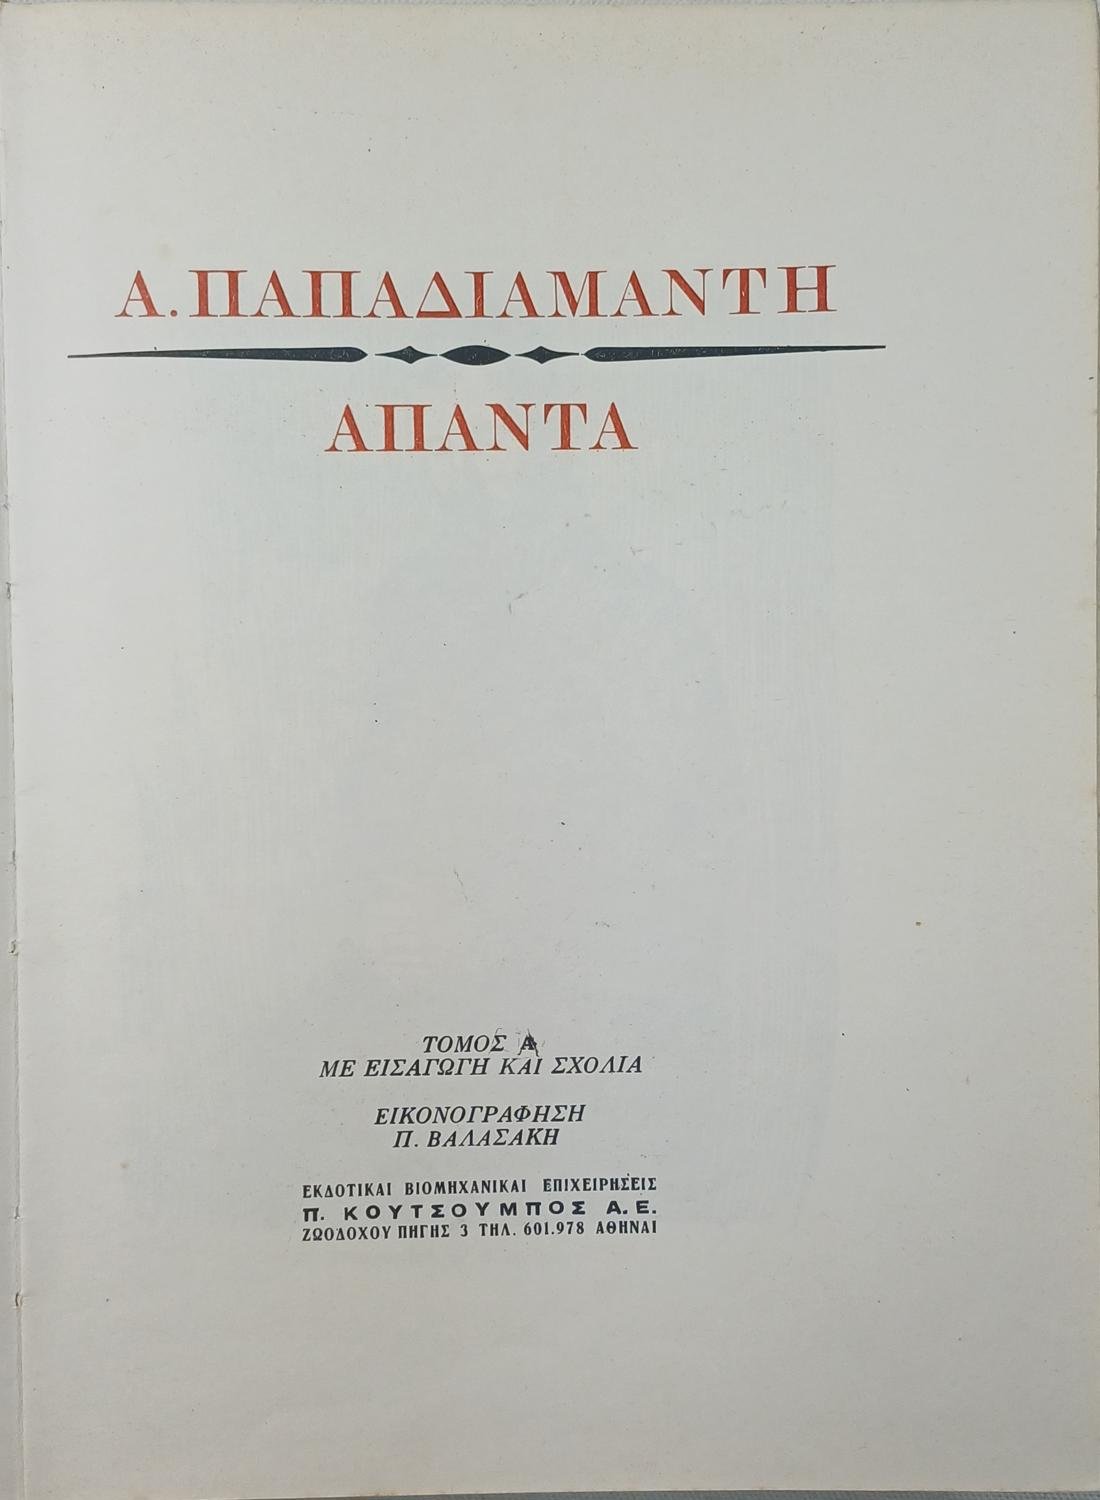 Α. ΠΑΠΑΔΙΑΜΑΝΤΗ
ΑΠΑΝΤΑ
ΤΟΜΟΣ Α
ΜΕ ΕΙΣΑΓΩΓΗ ΚΑΙ ΣΧΟΛΙΑ
ΕΙΚΟΝΟΓΡΑΦΗΣΗ
Π. ΒΑΛΑΣΑΚΗ
ΕΚΔΟΤΙΚΑΙ ΒΙΟΜΗΧΑΝΙΚΑΙ ΕΠΙΧΕΙΡΗΣΕΙΣ
Π. ΚΟΥΤΣΟΥΜΠΟΣ Α.Ε.
ΖΩΟΔΟΧΟΥ ΠΗΓΗΣ 3 ΤΗΛ. 601.978 ΑΘΗΝΑΙ